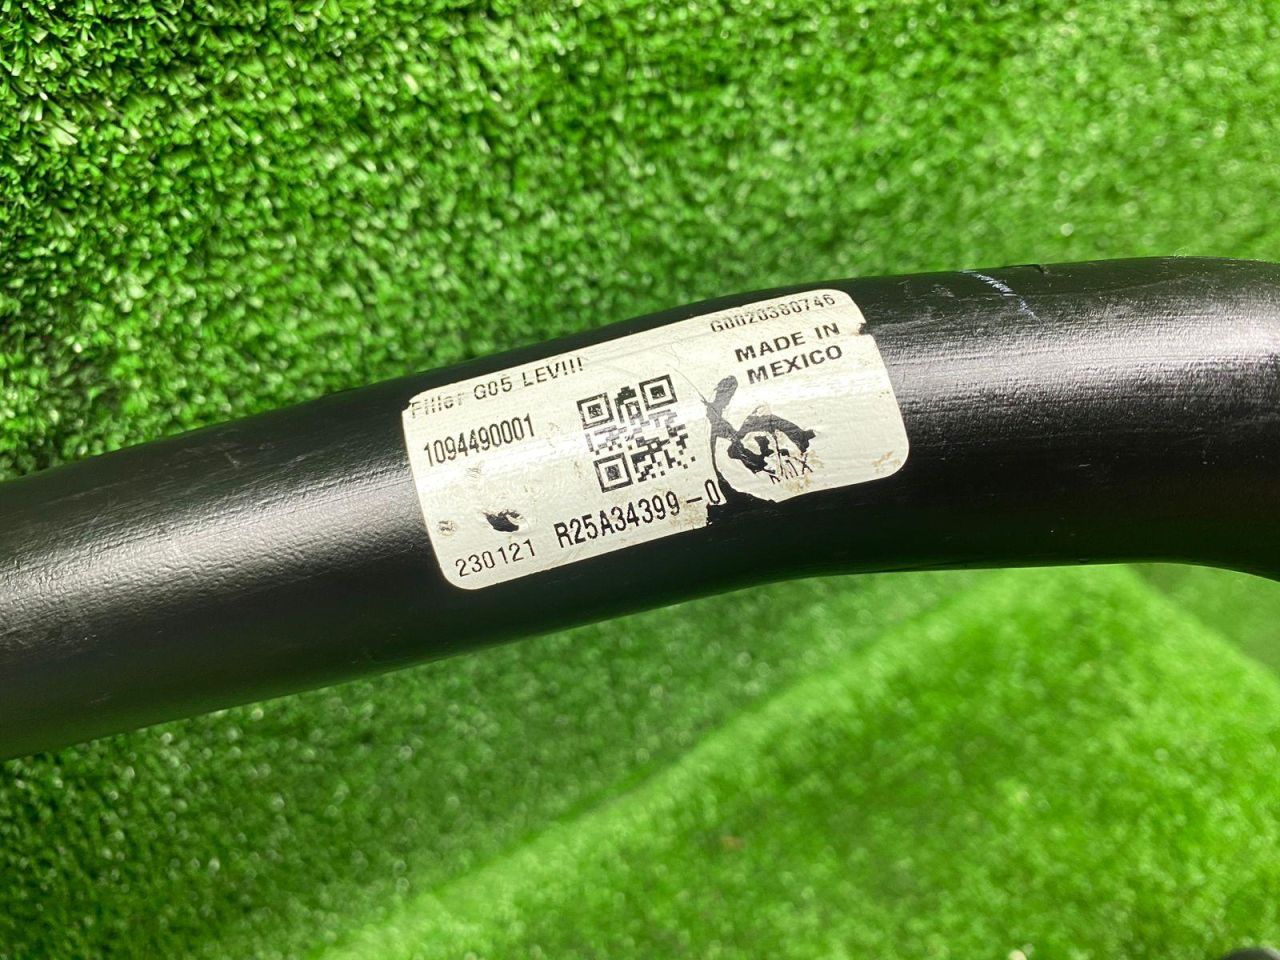 Filler G05 LEVIII
G0020380746
MADE IN
MEXICO
1094490001
230121
R25A34399-0